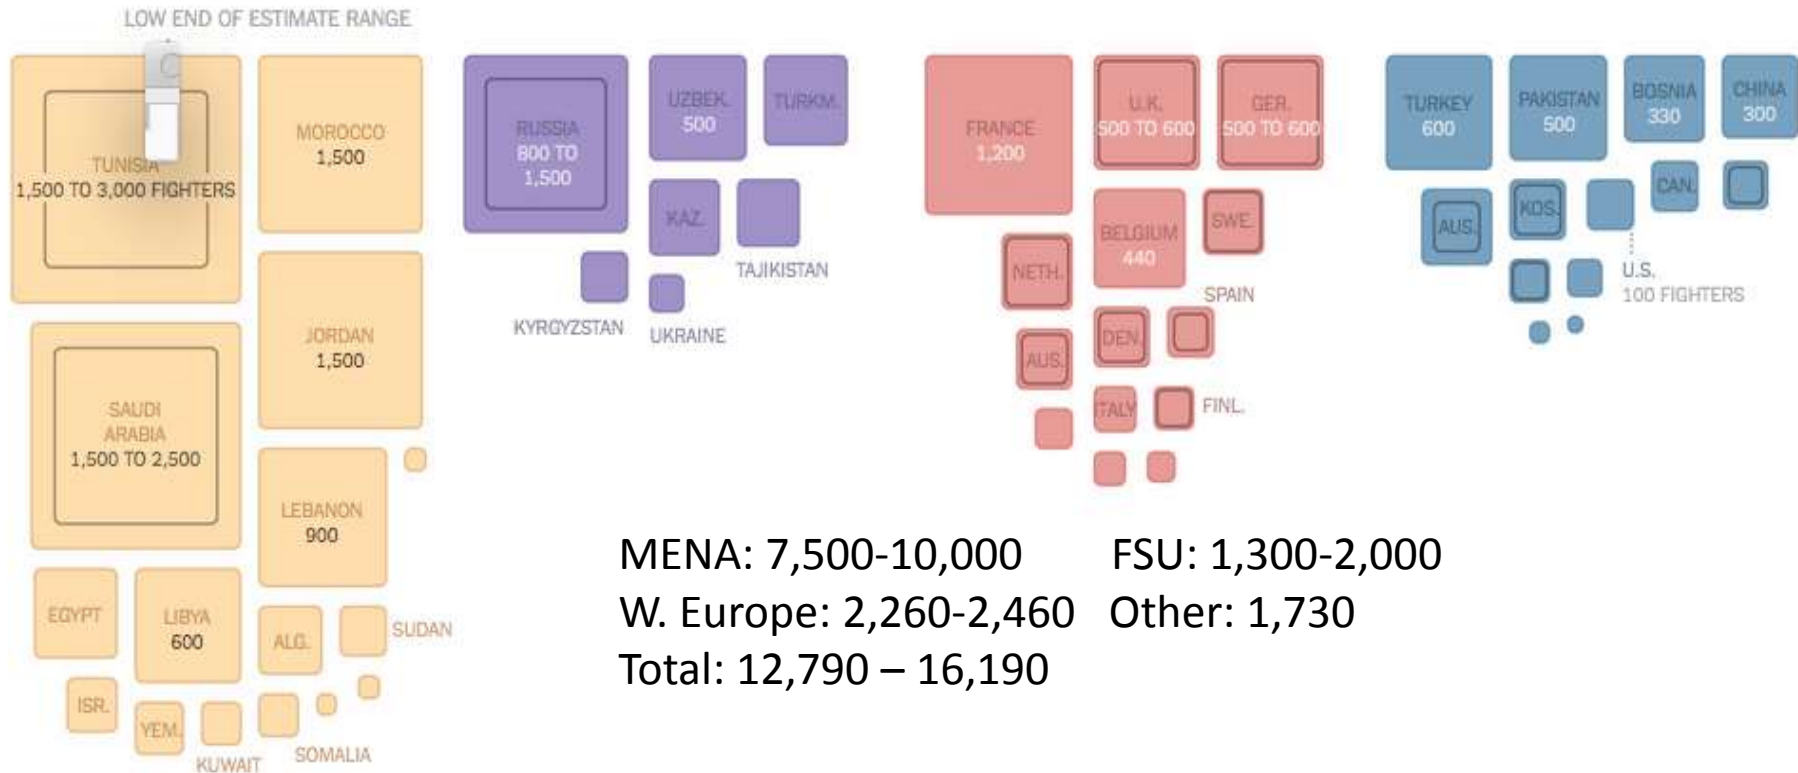 LOW END OF ESTIMATE RANGE
TUNISIA
1,500 TO 3,000 FIGHTERS
MOROCCO
1,500
JORDAN
1,500
SAUDI
ARABIA
1,500 TO 2,500
LEBANON
900
EGYPT
LIBYA
600
ALG.
SUDAN
ISR.
YEM.
KUWAIT
SOMALIA
RUSSIA
800 TO
1,500
UZBEK.
500
TURKM.
KAZ.
TAJIKISTAN
KYRGYZSTAN
UKRAINE
FRANCE
1,200
U.K.
500 TO 600
GER.
500 TO 600
BELGIUM
440
SWE.
NETH.
SPAIN
DEN.
AUS.
ITALY
FINL.
TURKEY
600
PAKISTAN
500
BOSNIA
330
CHINA
300
AUS.
KOS.
CAN.
U.S.
100 FIGHTERS
MENA: 7,500-10,000 FSU: 1,300-2,000
W. Europe: 2,260-2,460 Other: 1,730
Total: 12,790 – 16,190